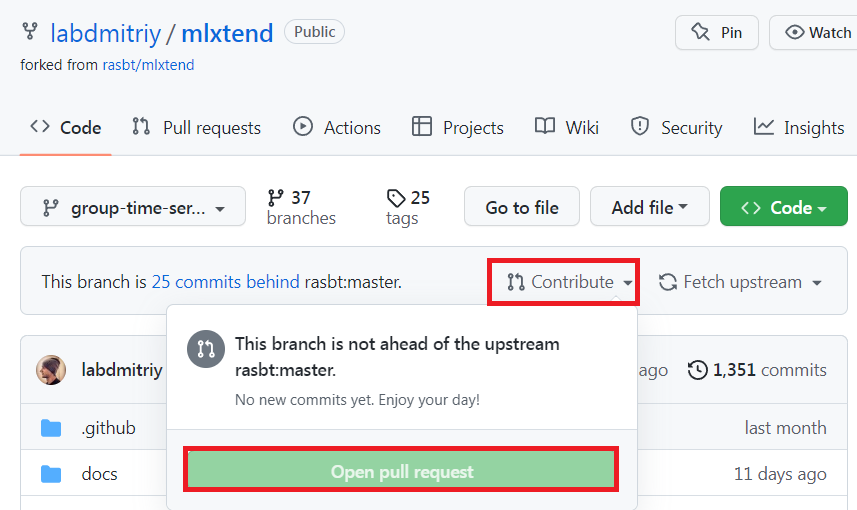 labdmitriy / mlxtend Public Pin Watch
forked from rasbt/mlxtend
Code Pull requests Actions Projects Wiki Security Insights
group-time-ser... 37 branches 25 tags Go to file Add file Code
This branch is 25 commits behind rasbt:master. Contribute Fetch upstream
This branch is not ahead of the upstream
rasbt:master.
No new commits yet. Enjoy your day!
Open pull request
labdmitriy ago 1,351 commits
.github last month
docs 11 days ago